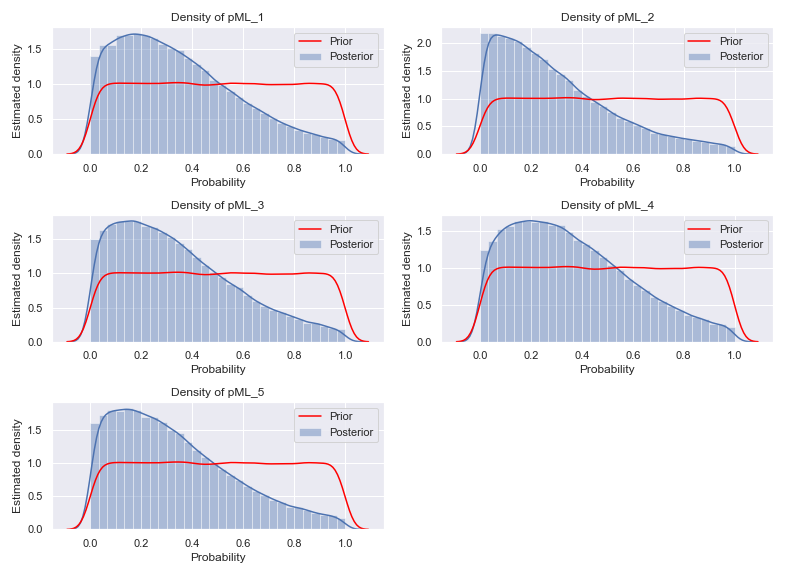 Density of pML_1
Estimated density
0.0
0.5
1.0
1.5
Prior
Posterior
0.0 0.2 0.4 0.6 0.8 1.0
Probability
Density of pML_2
Estimated density
0.0
0.5
1.0
1.5
2.0
Prior
Posterior
0.0 0.2 0.4 0.6 0.8 1.0
Probability
Density of pML_3
Estimated density
0.0
0.5
1.0
1.5
Prior
Posterior
0.0 0.2 0.4 0.6 0.8 1.0
Probability
Density of pML_4
Estimated density
0.0
0.5
1.0
1.5
Prior
Posterior
0.0 0.2 0.4 0.6 0.8 1.0
Probability
Density of pML_5
Estimated density
0.0
0.5
1.0
1.5
Prior
Posterior
0.0 0.2 0.4 0.6 0.8 1.0
Probability